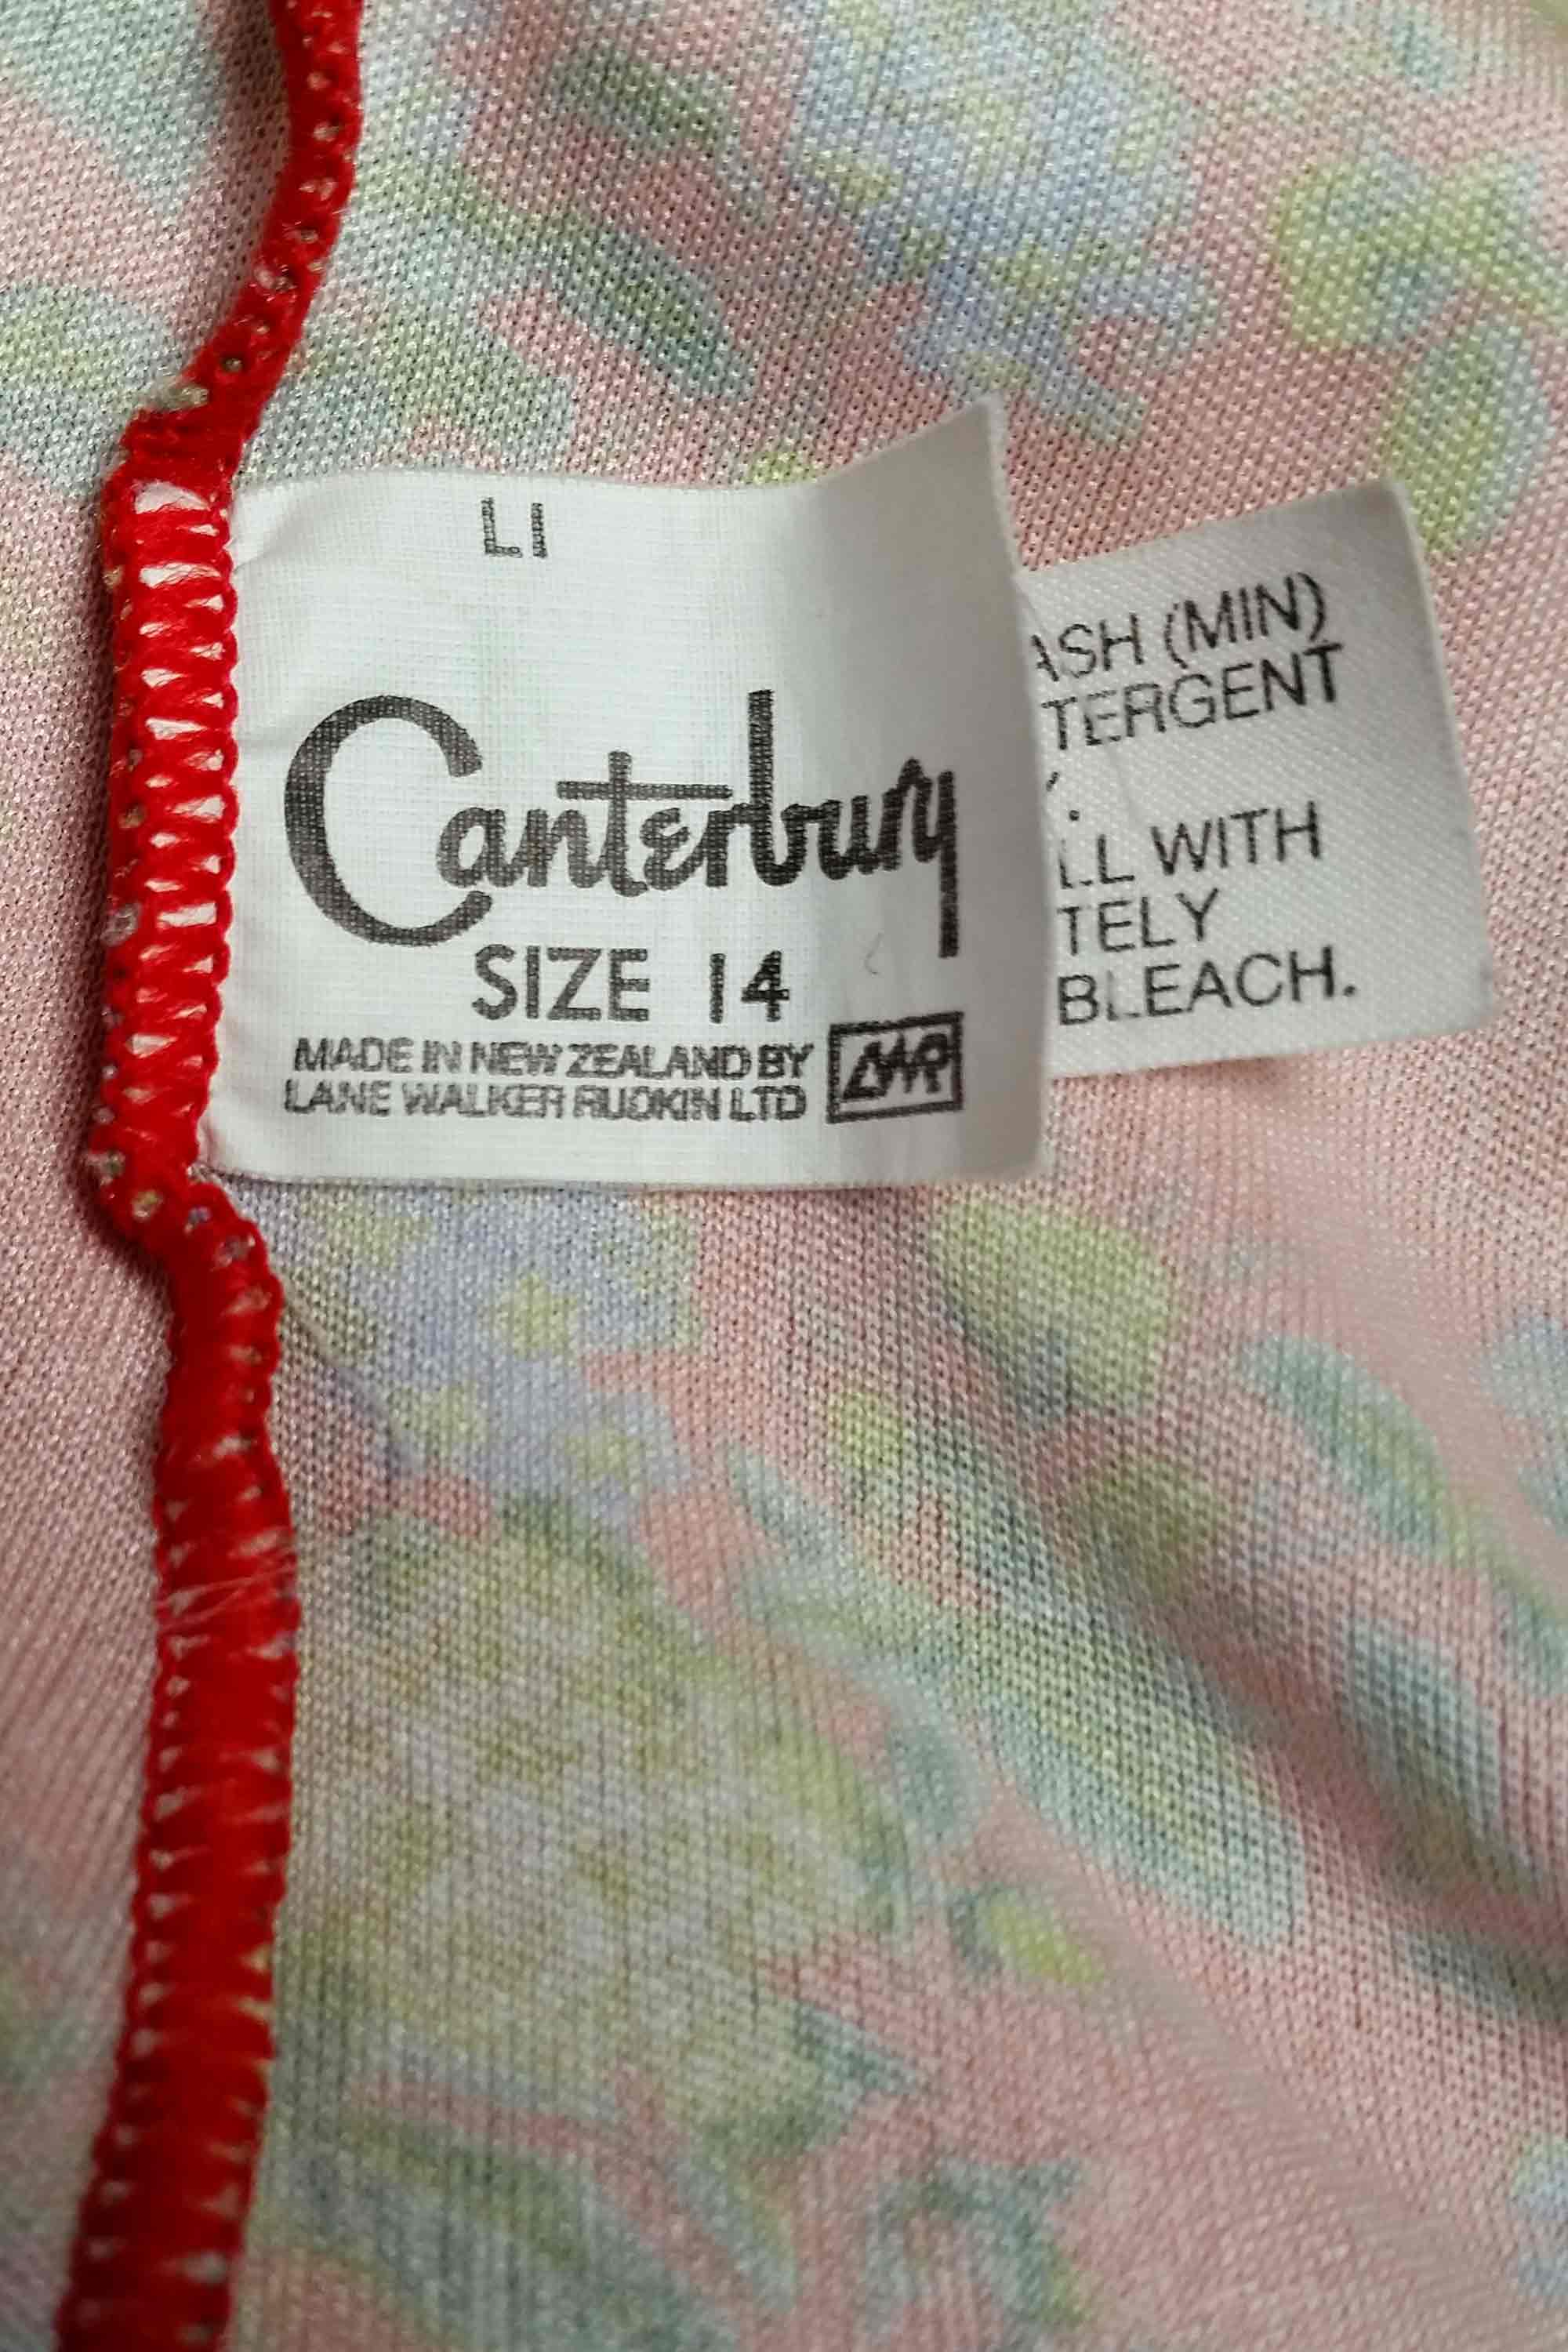 LI
Canterbury
SIZE 14
MADE IN NEW ZEALAND BY
LANE WALKER RUDKIN LTD
LWR
ASH (MIN)
TERGENT
Y.
LL WITH
TELY
BLEACH.